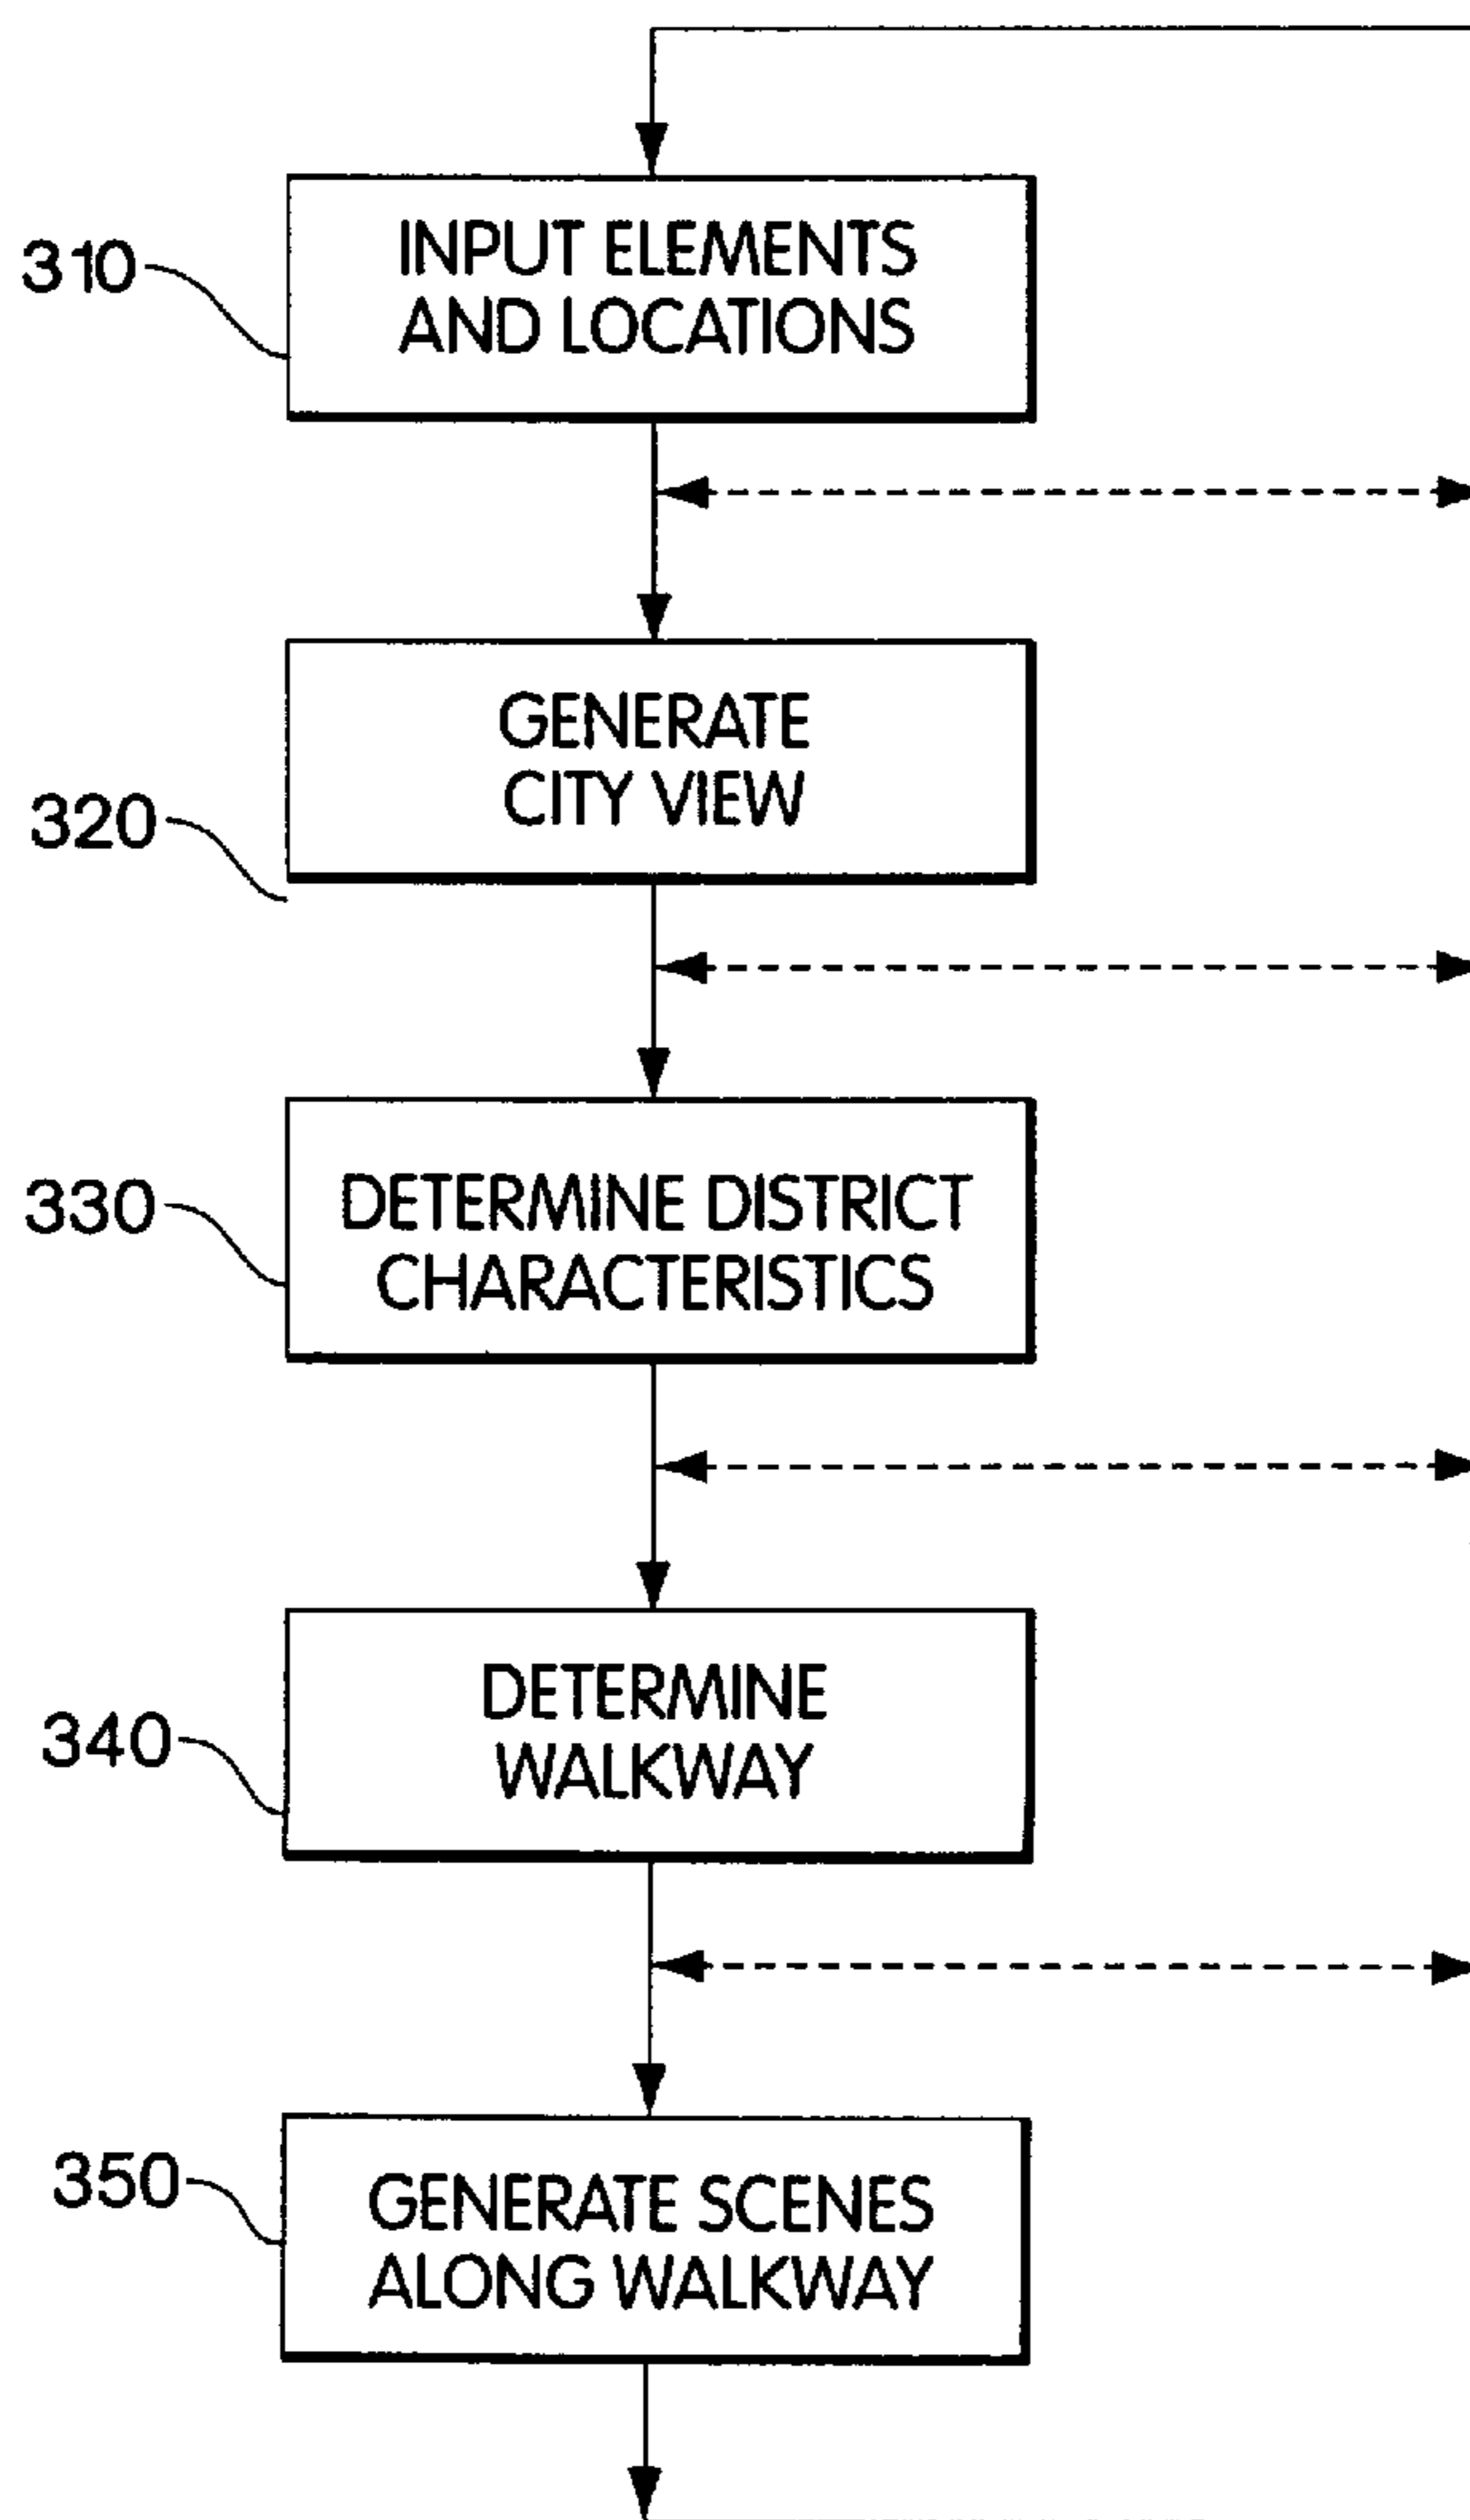 310
INPUT ELEMENTS
AND LOCATIONS
320
GENERATE
CITY VIEW
330
DETERMINE DISTRICT
CHARACTERISTICS
340
DETERMINE
WALKWAY
350
GENERATE SCENES
ALONG WALKWAY